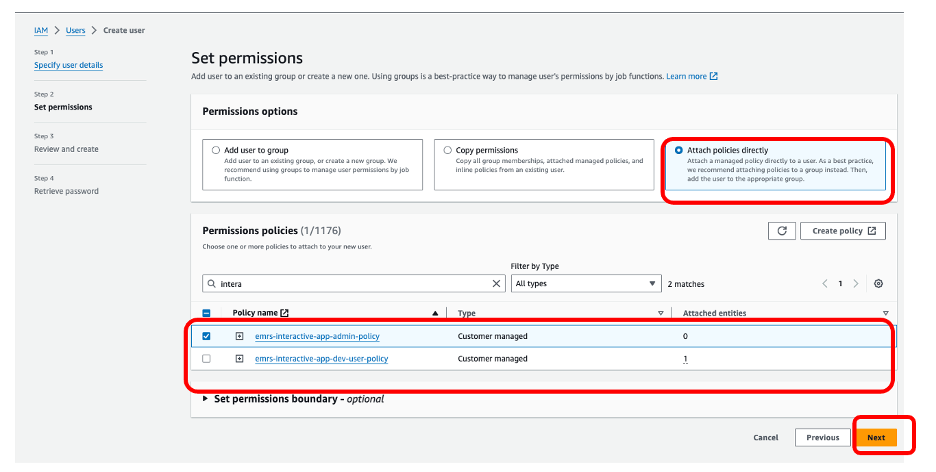 IAM > Users > Create user
Step 1
Specify user details
Step 2
Set permissions
Step 3
Review and create
Step 4
Retrieve password
Set permissions
Add user to an existing group or create a new one. Using groups is a best-practice way to manage user's permissions by job functions. Learn more
Permissions options
Add user to group
Add user to an existing group, or create a new group. We
recommend using groups to manage user permissions by job
function.
Copy permissions
Copy all group memberships, attached managed policies, and
inline policies from an existing user.
Attach policies directly
Attach a managed policy directly to a user. As a best practice,
we recommend attaching policies to a group instead. Then,
add the user to the appropriate group.
Permissions policies (1/1176)
Create policy
Choose one or more policies to attach to your new user.
Filter by Type
intera
All types
2 matches
1
Policy name
Type
Attached entities
emrs-interactive-app-admin-policy Customer managed 0
emrs-interactive-app-dev-user-policy Customer managed 1
Set permissions boundary - optional
Cancel Previous Next